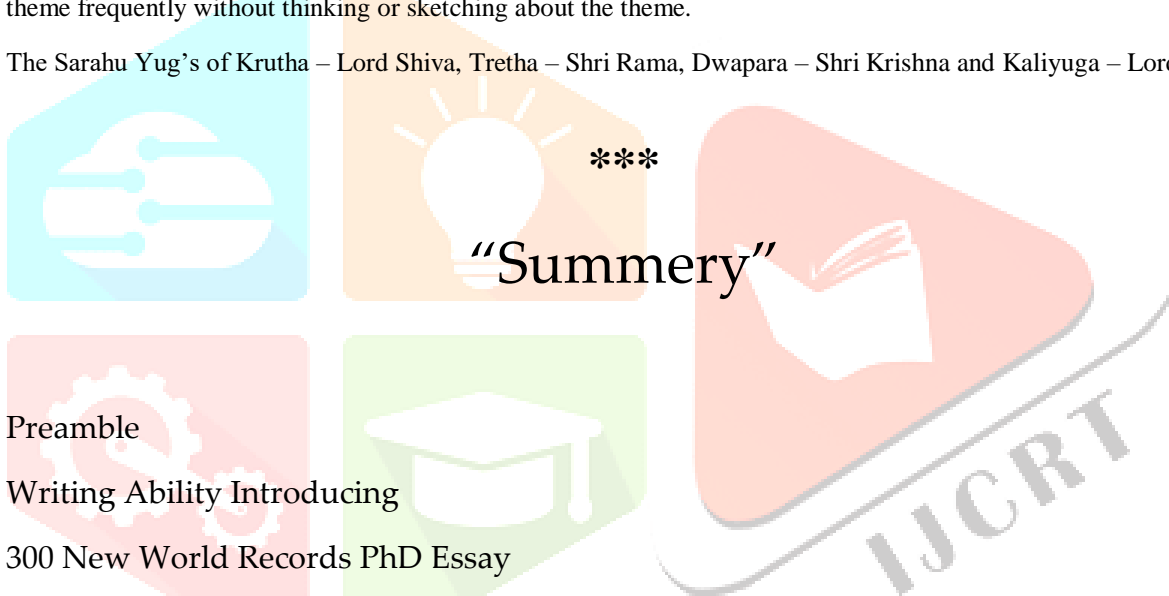 theme frequently without thinking or sketching about the theme.
The Sarahu Yug’s of Krutha – Lord Shiva, Tretha – Shri Rama, Dwapara – Shri Krishna and Kaliyuga –
***
“Summery”
Preamble
Writing Ability Introducing
300 New World Records PhD Essay
IJCRT